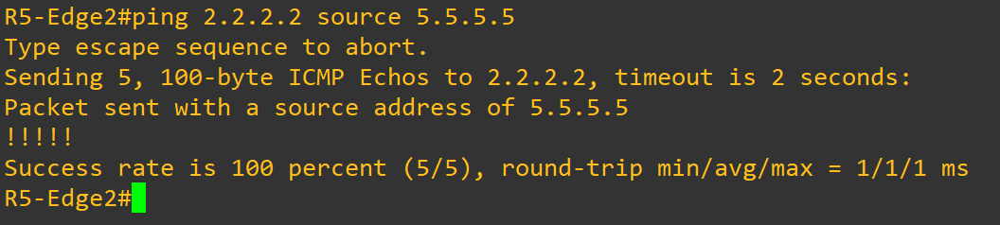 R5-Edge2#ping 2.2.2.2 source 5.5.5.5
Type escape sequence to abort.
Sending 5, 100-byte ICMP Echos to 2.2.2.2, timeout is 2 seconds:
Packet sent with a source address of 5.5.5.5
!!!!!
Success rate is 100 percent (5/5), round-trip min/avg/max = 1/1/1 ms
R5-Edge2#